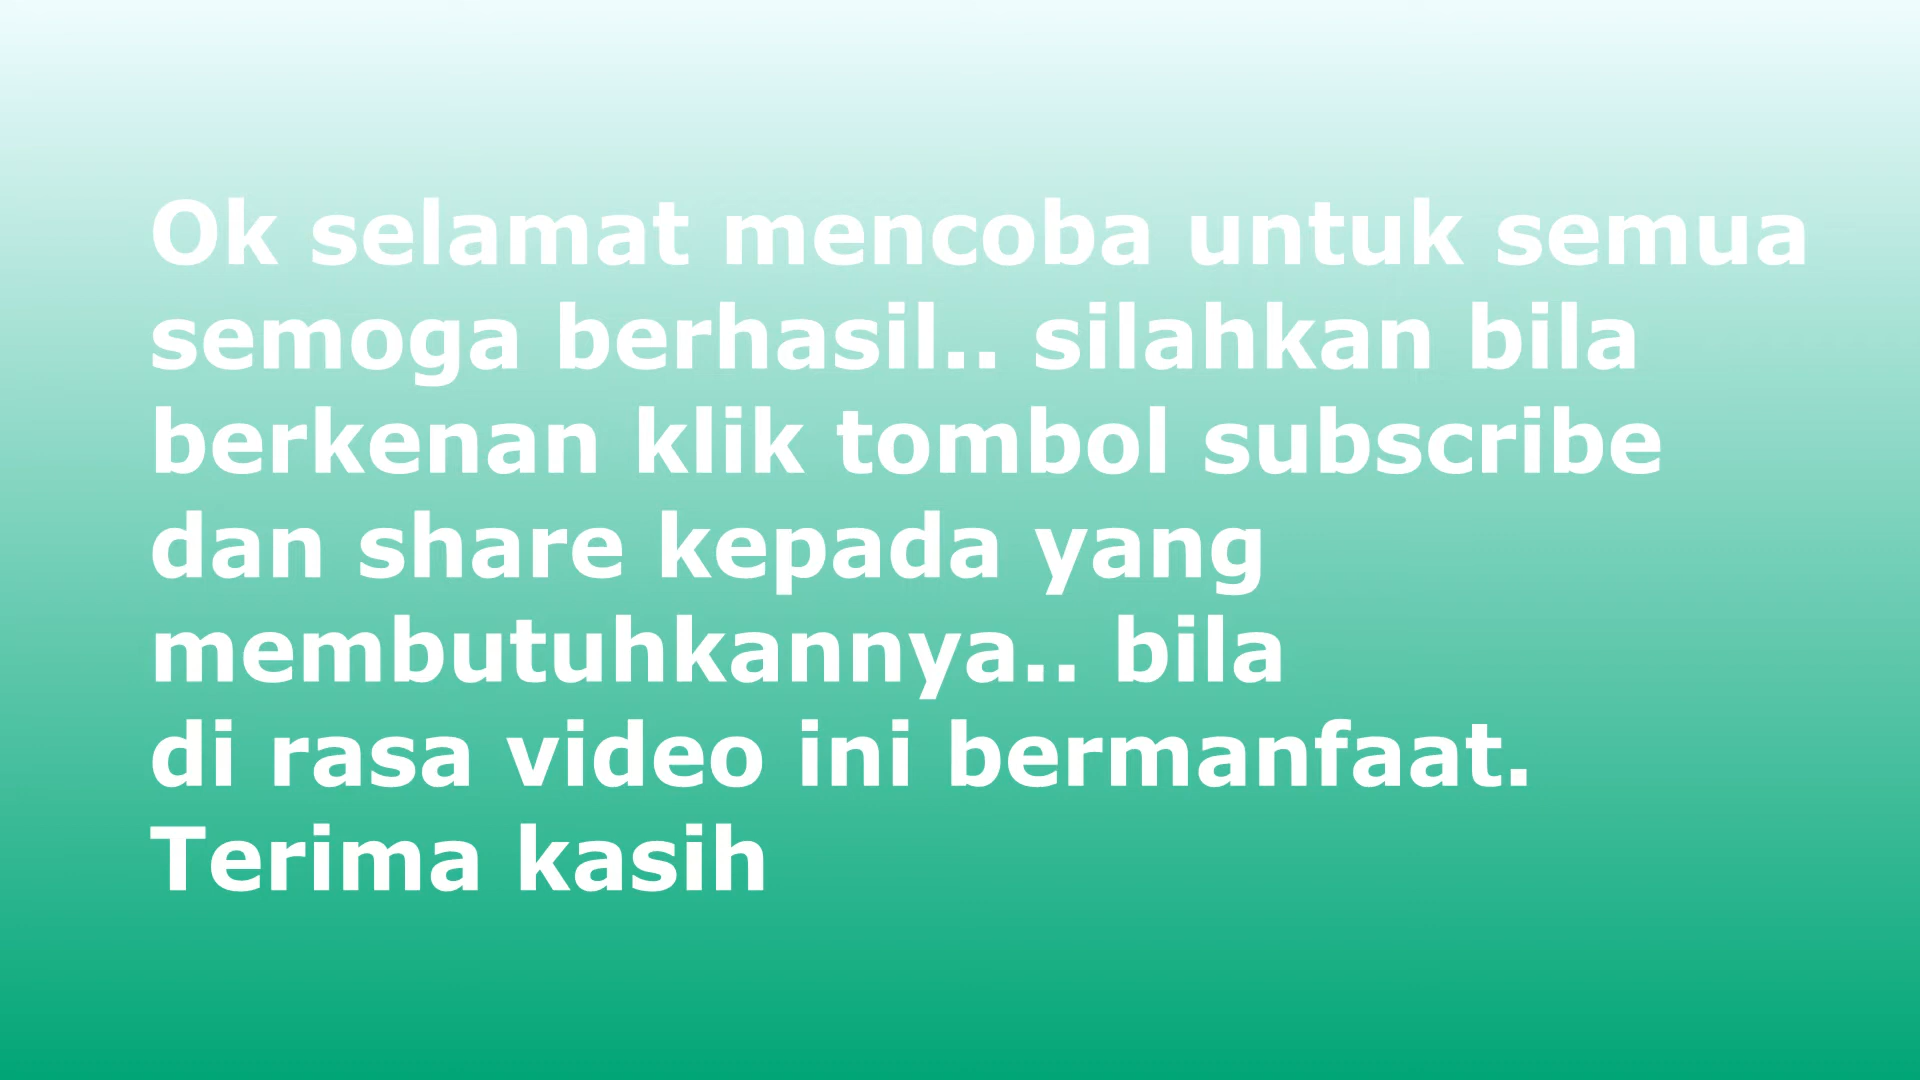 Ok selamat mencoba untuk semua
semoga berhasil.. silahkan bila
berkenan klik tombol subscribe
dan share kepada yang
membutuhkannya.. bila
di rasa video ini bermanfaat.
Terima kasih